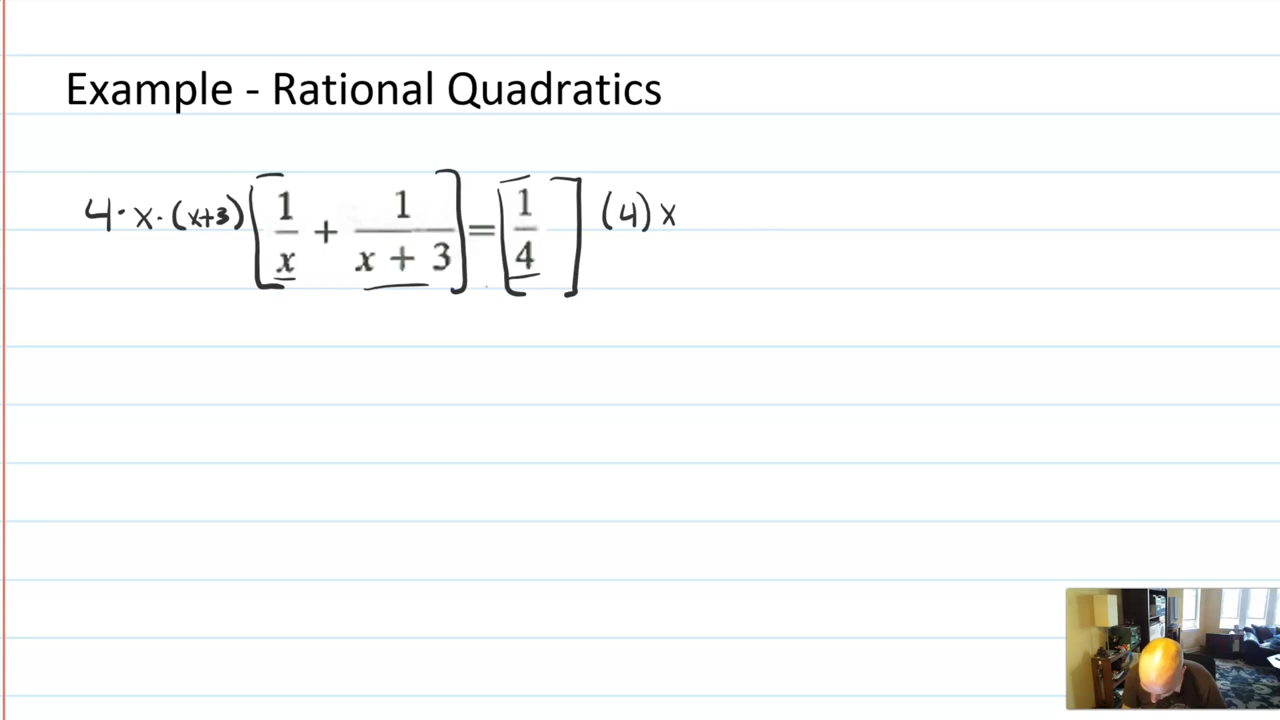 Example - Rational Quadratics
4 · x · (x+3) [ 1/x + 1/(x + 3) ] = [ 1/4 ] (4) x